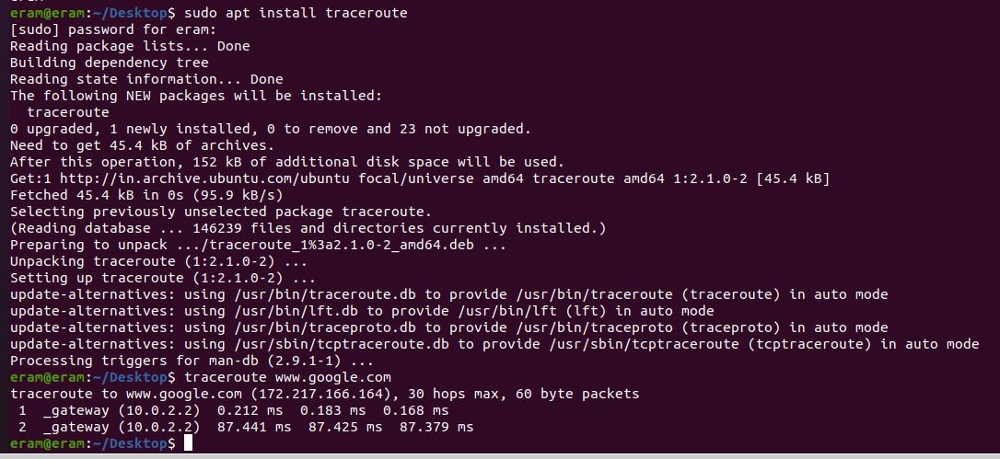 eram@eram:~/Desktop$ sudo apt install traceroute
[sudo] password for eram:
Reading package lists... Done
Building dependency tree
Reading state information... Done
The following NEW packages will be installed:
  traceroute
0 upgraded, 1 newly installed, 0 to remove and 23 not upgraded.
Need to get 45.4 kB of archives.
After this operation, 152 kB of additional disk space will be used.
Get:1 http://in.archive.ubuntu.com/ubuntu focal/universe amd64 traceroute amd64 1:2.1.0-2 [45.4 kB]
Fetched 45.4 kB in 0s (95.9 kB/s)
Selecting previously unselected package traceroute.
(Reading database ... 146239 files and directories currently installed.)
Preparing to unpack .../traceroute_1%3a2.1.0-2_amd64.deb ...
Unpacking traceroute (1:2.1.0-2) ...
Setting up traceroute (1:2.1.0-2) ...
update-alternatives: using /usr/bin/traceroute.db to provide /usr/bin/traceroute (traceroute) in auto mode
update-alternatives: using /usr/bin/lft.db to provide /usr/bin/lft (lft) in auto mode
update-alternatives: using /usr/bin/traceproto.db to provide /usr/bin/traceproto (traceproto) in auto mode
update-alternatives: using /usr/sbin/tcptraceroute.db to provide /usr/sbin/tcptraceroute (tcptraceroute) in auto mode
Processing triggers for man-db (2.9.1-1) ...
eram@eram:~/Desktop$ traceroute www.google.com
traceroute to www.google.com (172.217.166.164), 30 hops max, 60 byte packets
 1  _gateway (10.0.2.2)  0.212 ms  0.183 ms  0.168 ms
 2  _gateway (10.0.2.2)  87.441 ms  87.425 ms  87.379 ms
eram@eram:~/Desktop$